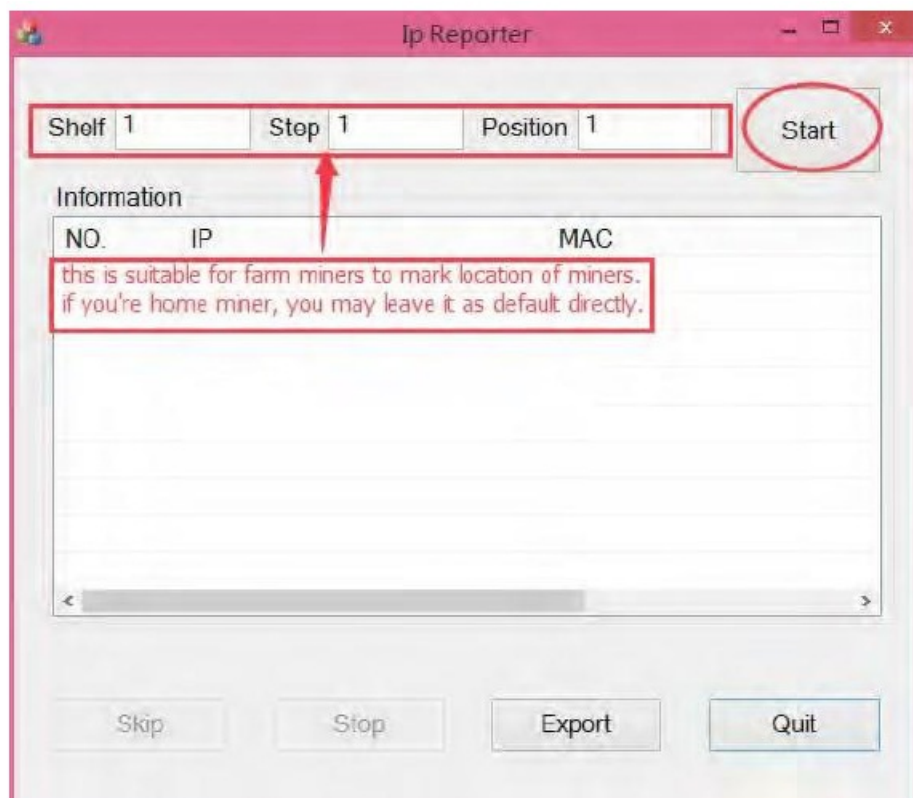 Ip Reporter
Shelf 1 Step 1 Position 1 Start
Information
NO. IP MAC
this is suitable for farm miners to mark location of miners.
if you're home miner, you may leave it as default directly.
Skip Stop Export Quit